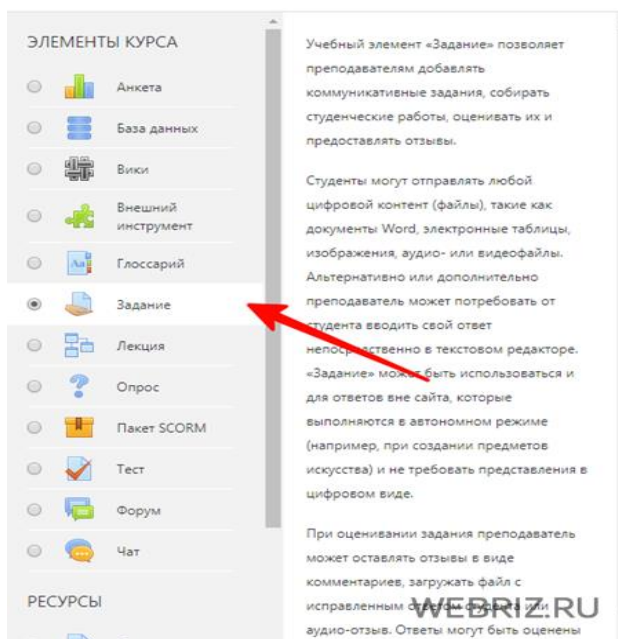 ЭЛЕМЕНТЫ КУРСА
Анкета
База данных
Вики
Внешний
инструмент
Глоссарий
Задание
Лекция
Опрос
Пакет SCORM
Тест
Форум
Чат
РЕСУРСЫ
Учебный элемент «Задание» позволяет
преподавателям добавлять
коммуникативные задания, собирать
студенческие работы, оценивать их и
предоставлять отзывы.
Студенты могут отправлять любой
цифровой контент (файлы), такие как
документы Word, электронные таблицы,
изображения, аудио- или видеофайлы.
Альтернативно или дополнительно
преподаватель может потребовать от
студента вводить свой ответ
непосредственно в текстовом редакторе.
«Задание» может быть использоваться и
для ответов вне сайта, которые
выполняются в автономном режиме
(например, при создании предметов
искусства) и не требовать представления в
цифровом виде.
При оценивании задания преподаватель
может оставлять отзывы в виде
комментариев, загружать файл с
исправленным ответом студента или
аудио-отзыв. Ответы могут быть оценены
WEBRIZ.RU